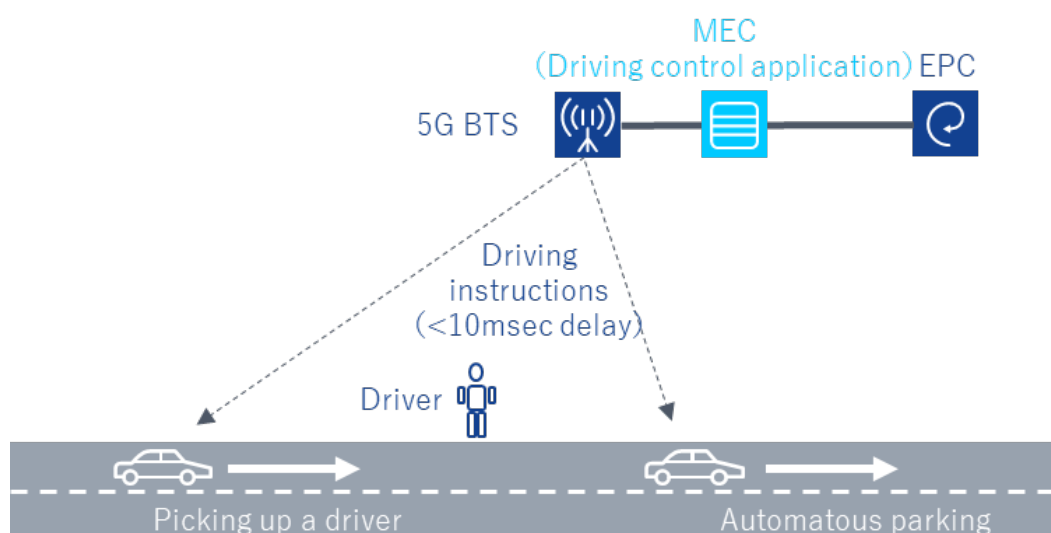 MEC
(Driving control application) EPC
5G BTS
Driving
instructions
(<10msec delay)
Driver
Picking up a driver
Automatous parking